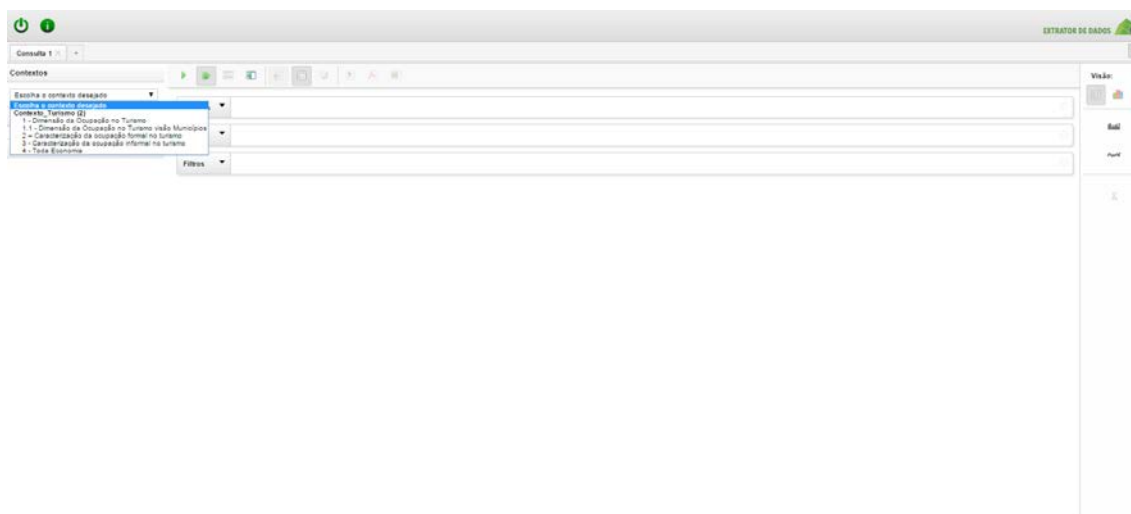 EXTRATOR DE DADOS
Consulta 1
+
Contextos
Visão:
Escolha o contexto desejado
Escolha o contexto desejado
Contexto_Turismo (2)
1 - Dimensão da Ocupação no Turismo
1.1 - Dimensão da Ocupação no Turismo visão Municípios
2 - Caracterização da ocupação formal no turismo
3 - Caracterização da ocupação informal no turismo
4 - Toda Economia
Filtros